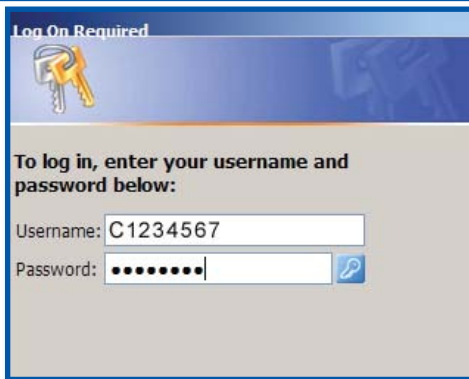 Log On Required
To log in, enter your username and
password below:
Username: C1234567
Password: ••••••••